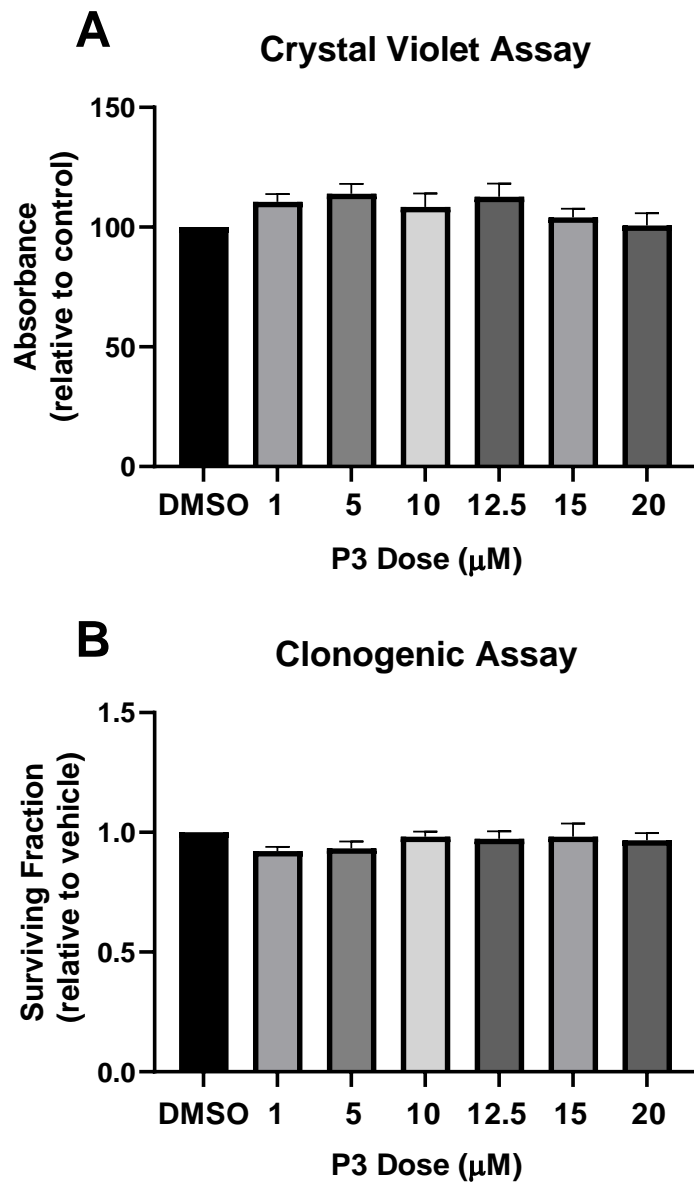 A
Crystal Violet Assay
150
100
50
0
Absorbance
(relative to control)
DMSO 1 5 10 12.5 15 20
P3 Dose (μM)
B
Clonogenic Assay
1.5
1.0
0.5
0.0
Surviving Fraction
(relative to vehicle)
DMSO 1 5 10 12.5 15 20
P3 Dose (μM)